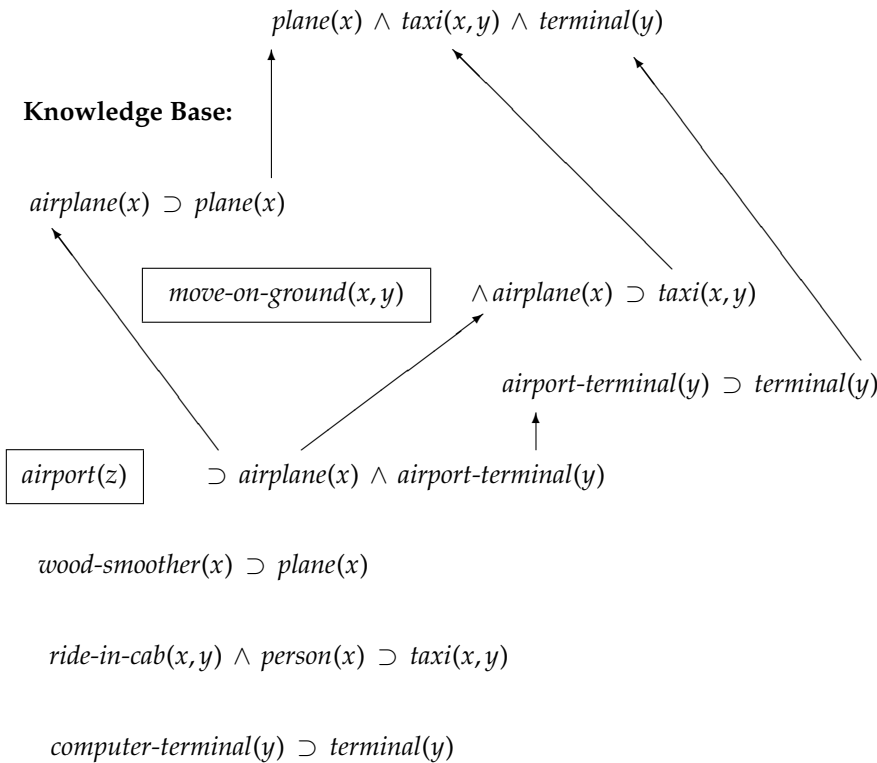 plane(x) ∧ taxi(x, y) ∧ terminal(y)
Knowledge Base:
airplane(x) ⊃ plane(x)
move-on-ground(x, y) ∧ airplane(x) ⊃ taxi(x, y)
airport-terminal(y) ⊃ terminal(y)
airport(z) ⊃ airplane(x) ∧ airport-terminal(y)
wood-smoother(x) ⊃ plane(x)
ride-in-cab(x, y) ∧ person(x) ⊃ taxi(x, y)
computer-terminal(y) ⊃ terminal(y)